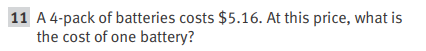 11 A 4-pack of batteries costs $5.16. At this price, what is
the cost of one battery?